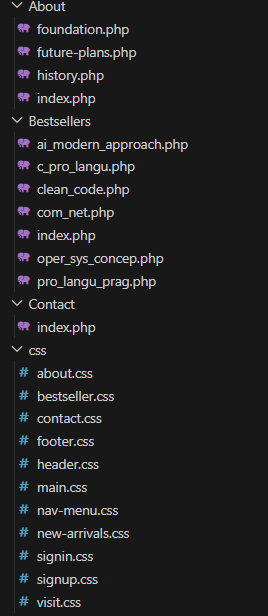 About
foundation.php
future-plans.php
history.php
index.php
Bestsellers
ai_modern_approach.php
c_pro_langu.php
clean_code.php
com_net.php
index.php
oper_sys_concep.php
pro_langu_prag.php
Contact
index.php
css
# about.css
# bestseller.css
# contact.css
# footer.css
# header.css
# main.css
# nav-menu.css
# new-arrivals.css
# signin.css
# signup.css
# visit.css